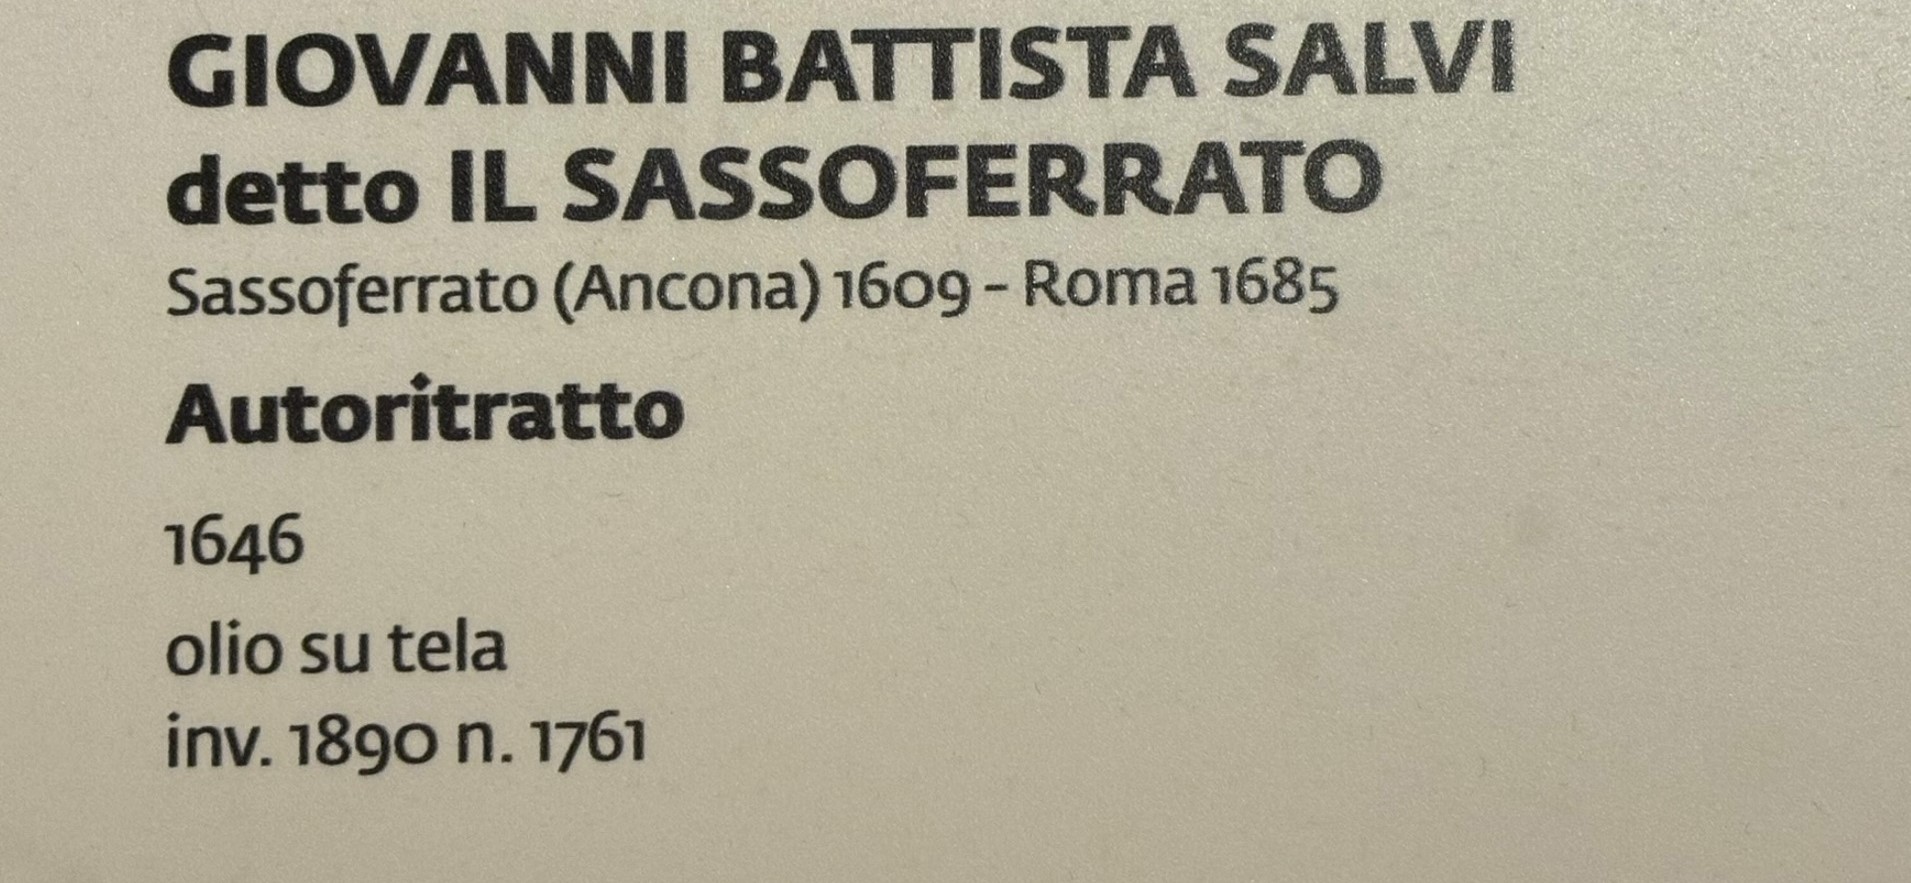 GIOVANNI BATTISTA SALVI
detto IL SASSOFERRATO
Sassoferrato (Ancona) 1609 - Roma 1685
Autoritratto
1646
olio su tela
inv. 1890 n. 1761